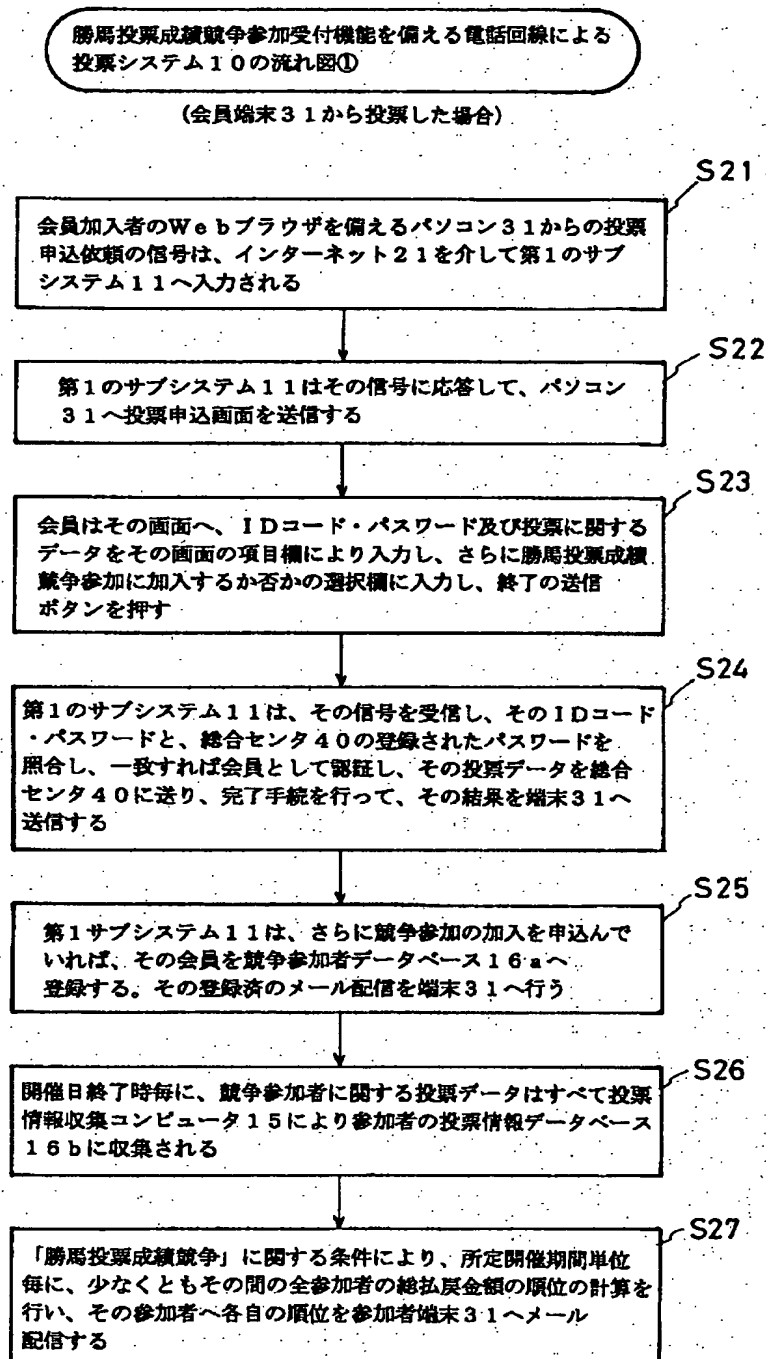 勝馬投票成績競争参加受付機能を備える電話回線による
投票システム１０の流れ図①
(会員端末３１から投票した場合)
S21
会員加入者のＷｅｂブラウザを備えるパソコン３１からの投票
申込依頼の信号は、インターネット２１を介して第１のサブ
システム１１へ入力される
S22
第１のサブシステム１１はその信号に応答して、パソコン
３１へ投票申込画面を送信する
S23
会員はその画面へ、ＩＤコード・パスワード及び投票に関する
データをその画面の項目欄により入力し、さらに勝馬投票成績
競争参加に加入するか否かの選択欄に入力し、終了の送信
ボタンを押す
S24
第１のサブシステム１１は、その信号を受信し、そのＩＤコード
・パスワードと、総合センタ４０の登録されたパスワードを
照合し、一致すれば会員として認証し、その投票データを総合
センタ４０に送り、完了手続を行って、その結果を端末３１へ
送信する
S25
第１サブシステム１１は、さらに競争参加の加入を申込んで
いれば、その会員を競争参加者データベース１６ａへ
登録する。その登録済のメール配信を端末３１へ行う
S26
開催日終了時毎に、競争参加者に関する投票データはすべて投票
情報収集コンピュータ１５により参加者の投票情報データベース
１６ｂに収集される
S27
「勝馬投票成績競争」に関する条件により、所定開催期間単位
毎に、少なくともその間の全参加者の総払戻金額の順位の計算を
行い、その参加者へ各自の順位を参加者端末３１へメール
配信する